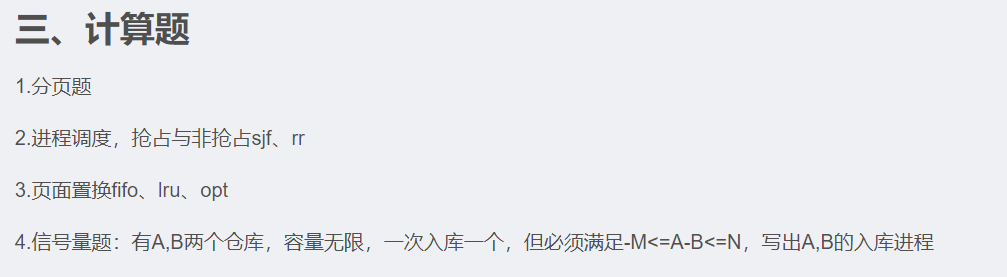 三、计算题
1.分页题
2.进程调度，抢占与非抢占sjf、rr
3.页面置换fifo、lru、opt
4.信号量题：有A,B两个仓库，容量无限，一次入库一个，但必须满足-M<=A-B<=N，写出A,B的入库进程